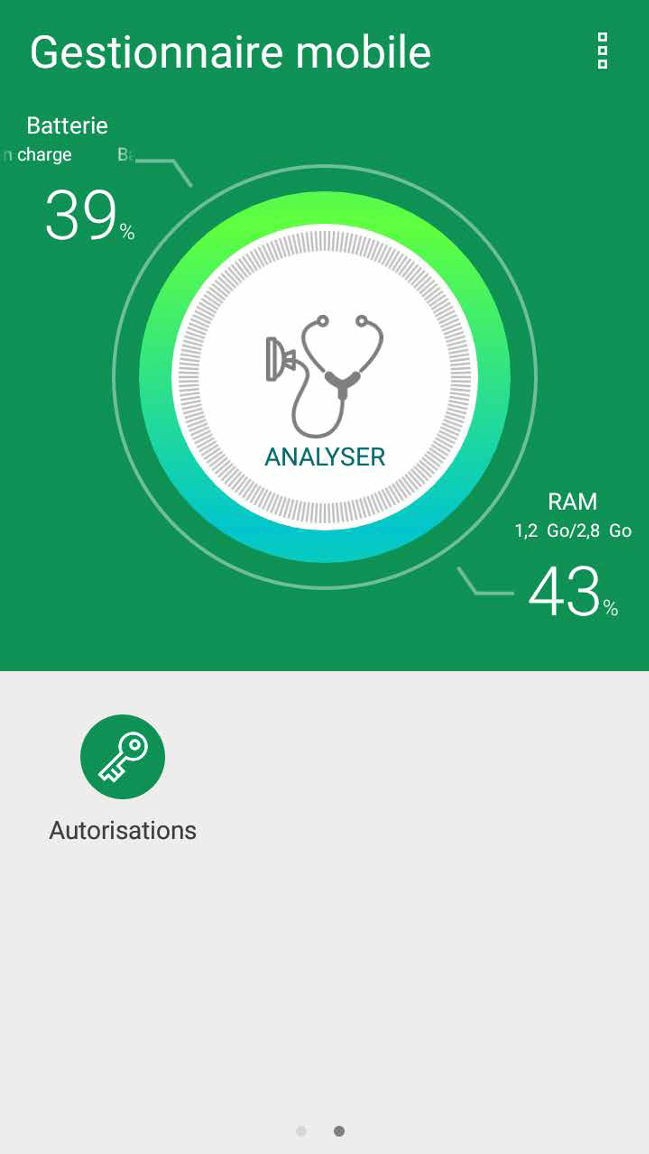 Gestionnaire mobile
Batterie
n charge
39%
ANALYSER
RAM
1,2 Go/2,8 Go
43%
Autorisations